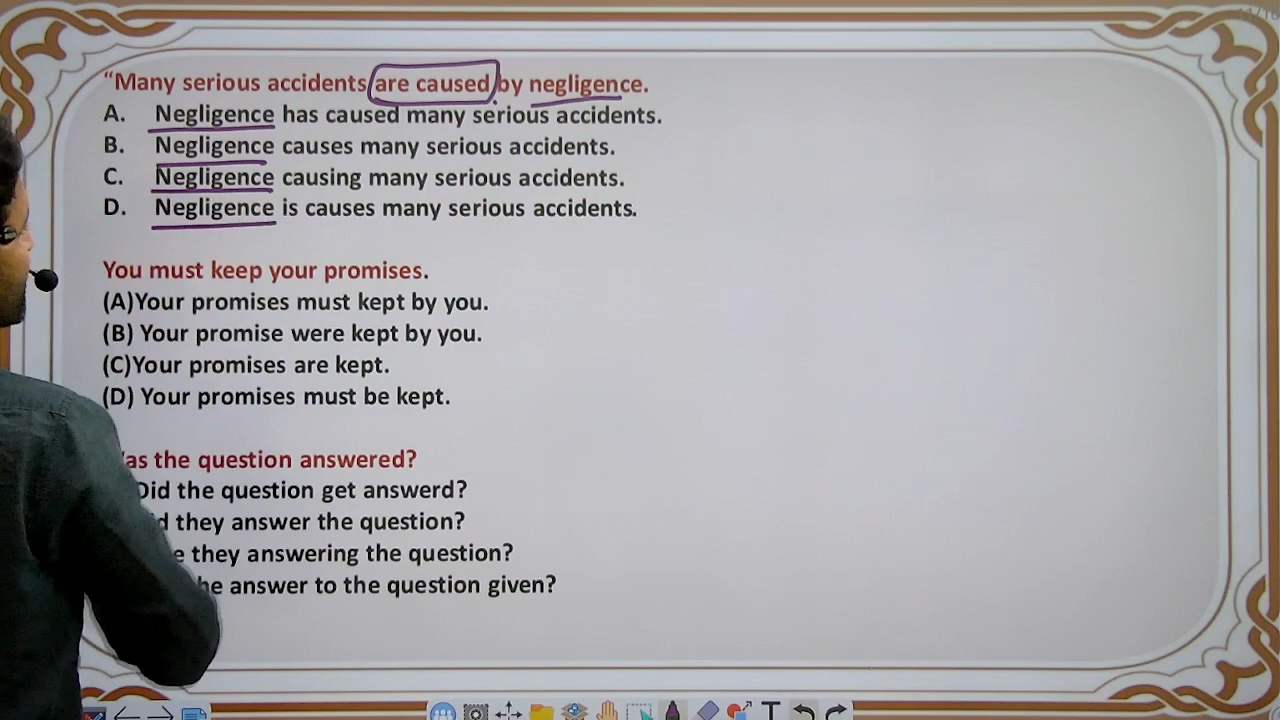 “Many serious accidents are caused by negligence.
A. Negligence has caused many serious accidents.
B. Negligence causes many serious accidents.
C. Negligence causing many serious accidents.
D. Negligence is causes many serious accidents.
You must keep your promises.
(A)Your promises must kept by you.
(B) Your promise were kept by you.
(C)Your promises are kept.
(D) Your promises must be kept.
the question answered?
the question get answerd?
they answer the question?
they answering the question?
answer to the question given?